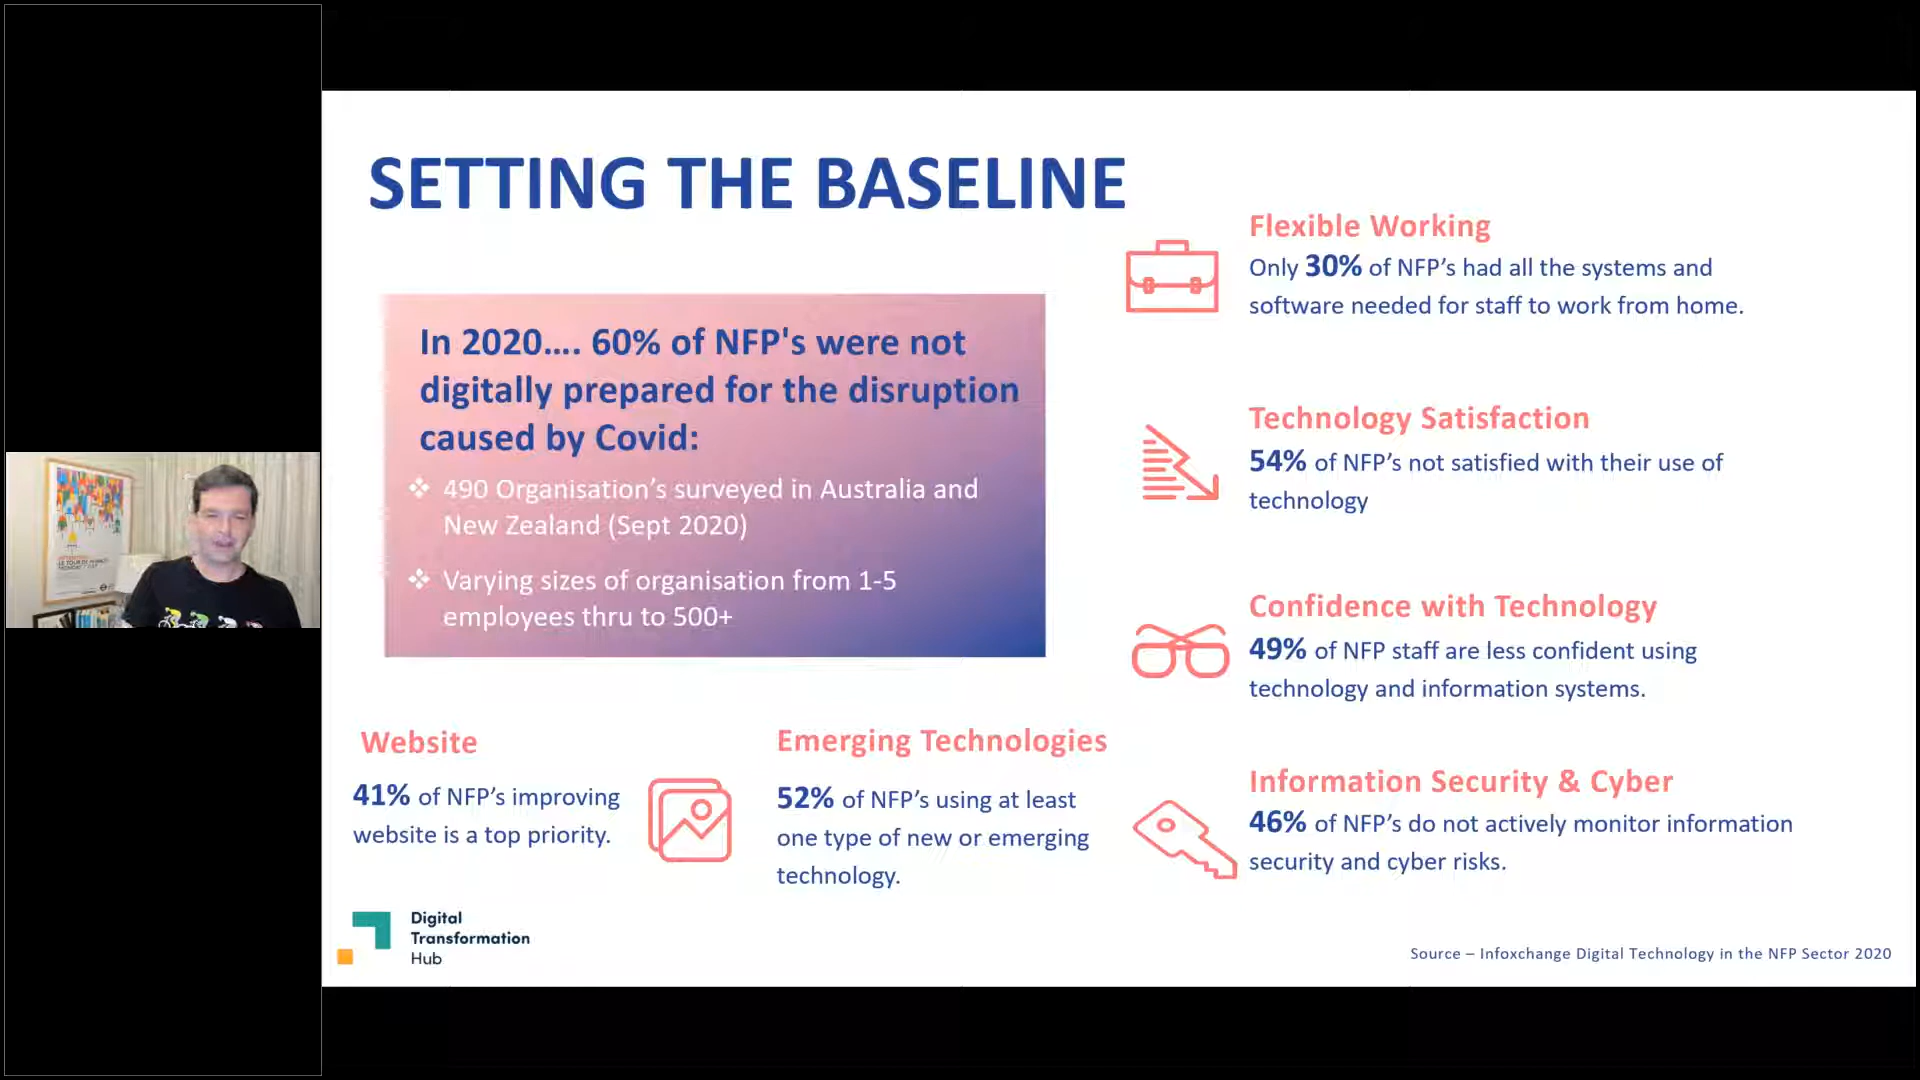 SETTING THE BASELINE
In 2020.... 60% of NFP's were not
digitally prepared for the disruption
caused by Covid:
❖ 490 Organisation’s surveyed in Australia and
New Zealand (Sept 2020)
❖ Varying sizes of organisation from 1-5
employees thru to 500+
Flexible Working
Only 30% of NFP’s had all the systems and
software needed for staff to work from home.
Technology Satisfaction
54% of NFP’s not satisfied with their use of
technology
Confidence with Technology
49% of NFP staff are less confident using
technology and information systems.
Information Security & Cyber
46% of NFP’s do not actively monitor information
security and cyber risks.
Website
41% of NFP’s improving
website is a top priority.
Emerging Technologies
52% of NFP’s using at least
one type of new or emerging
technology.
Digital
Transformation
Hub
Source – Infoxchange Digital Technology in the NFP Sector 2020